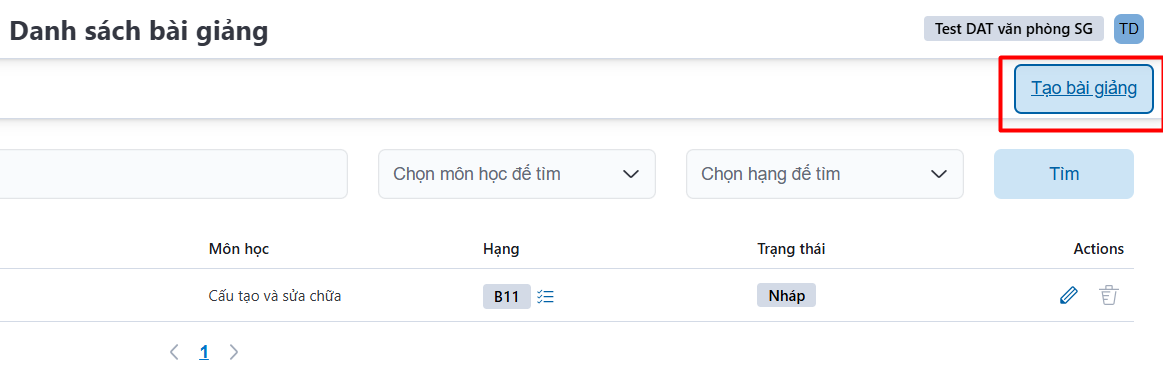 Danh sách bài giảng
Test DAT văn phòng SG TD
Tạo bài giảng
Chọn môn học để tìm Chọn hạng để tìm Tìm
Môn học Hạng Trạng thái Actions
Cấu tạo và sửa chữa B11 Nháp
1